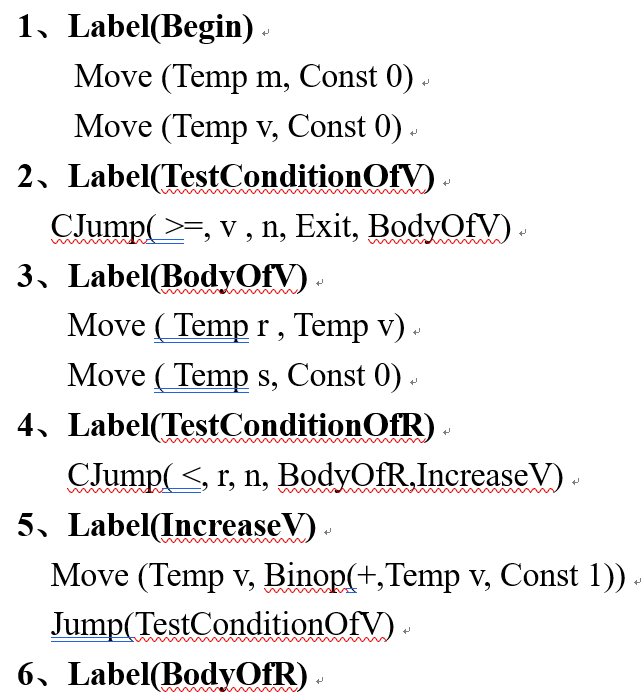 1、Label(Begin)
Move (Temp m, Const 0)
Move (Temp v, Const 0)
2、Label(TestConditionOfV)
CJump( >=, v , n, Exit, BodyOfV)
3、Label(BodyOfV)
Move ( Temp r , Temp v)
Move ( Temp s, Const 0)
4、Label(TestConditionOfR)
CJump( <, r, n, BodyOfR,IncreaseV)
5、Label(IncreaseV)
Move (Temp v, Binop(+,Temp v, Const 1))
Jump(TestConditionOfV)
6、Label(BodyOfR)